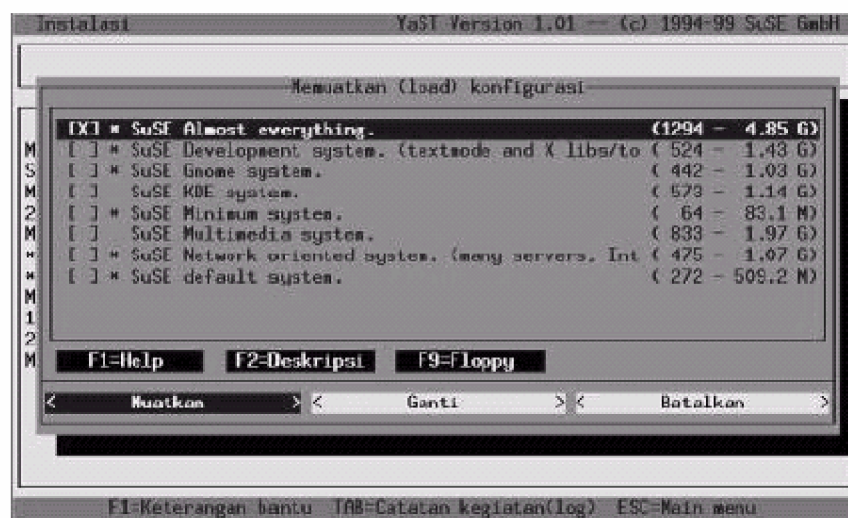 Instalasi YaST Version 1.01 -- (c) 1994-99 SuSE GmbH
Memuatkan (load) konfigurasi
[X] * SuSE Almost everything. (1294 - 4.85 G)
[ ] * SuSE Development system. (textmode and X libs/to ( 524 - 1.43 G)
[ ] * SuSE Gnome system. ( 442 - 1.03 G)
[ ] SuSE KDE system. ( 573 - 1.14 G)
[ ] * SuSE Minimum system. ( 64 - 83.1 M)
[ ] SuSE Multimedia system. ( 833 - 1.97 G)
[ ] * SuSE Network oriented system. (many servers, Int ( 475 - 1.07 G)
[ ] * SuSE default system. ( 272 - 509.2 M)
M
S
M
2
M
*
*
M
1
2
M
F1=Help F2=Deskripsi F9=Floppy
< Muatkan > < Ganti > < Batalkan >
F1=Keterangan bantu TAB=Catatan kegiatan(log) ESC=Main menu